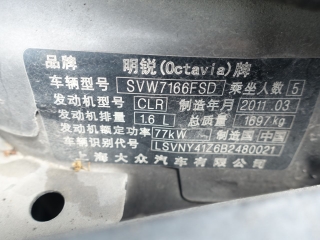 品牌 明锐(Octavia)牌
车辆型号 SVW7166FSD 乘坐人数 5
发动机型号 CLR 制造年月 2011.03
发动机排量 1.6 L 总质量 1697kg
发动机额定功率 77kW 制造国 中国
车辆识别代号 LSVNY41Z6B2480021
上海大众汽车有限公司